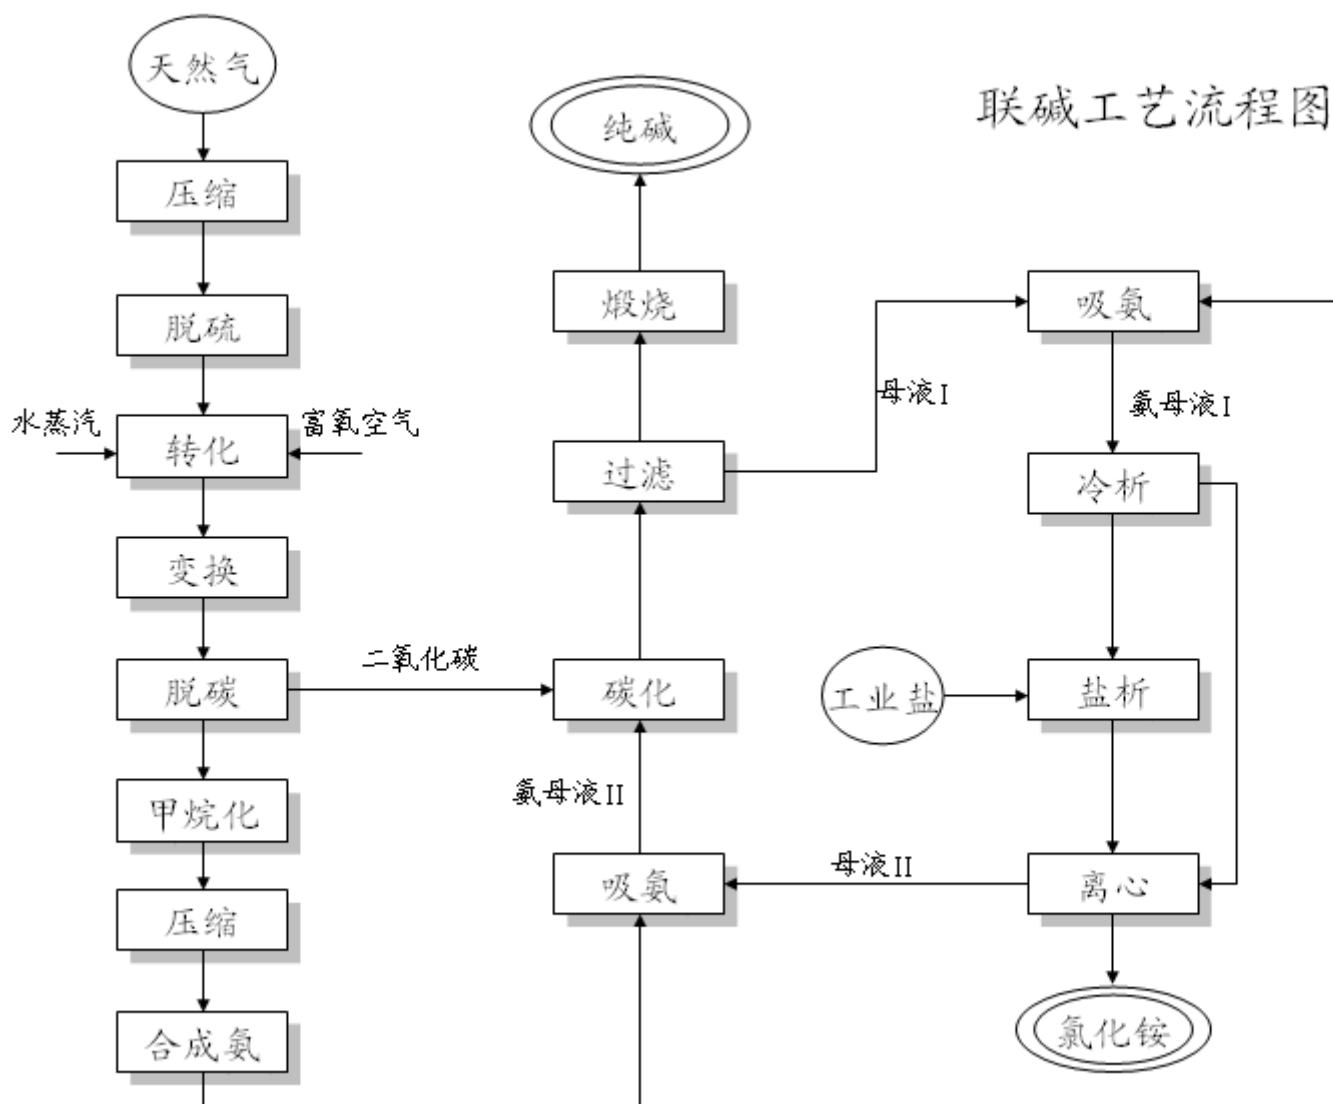 联碱工艺流程图
天然气
压缩
脱硫
水蒸汽
富氧空气
转化
变换
脱碳
二氧化碳
甲烷化
压缩
合成氨
纯碱
煅烧
过滤
母液I
碳化
氨母液II
吸氨
母液II
吸氨
氨母液I
冷析
工业盐
盐析
离心
氯化铵